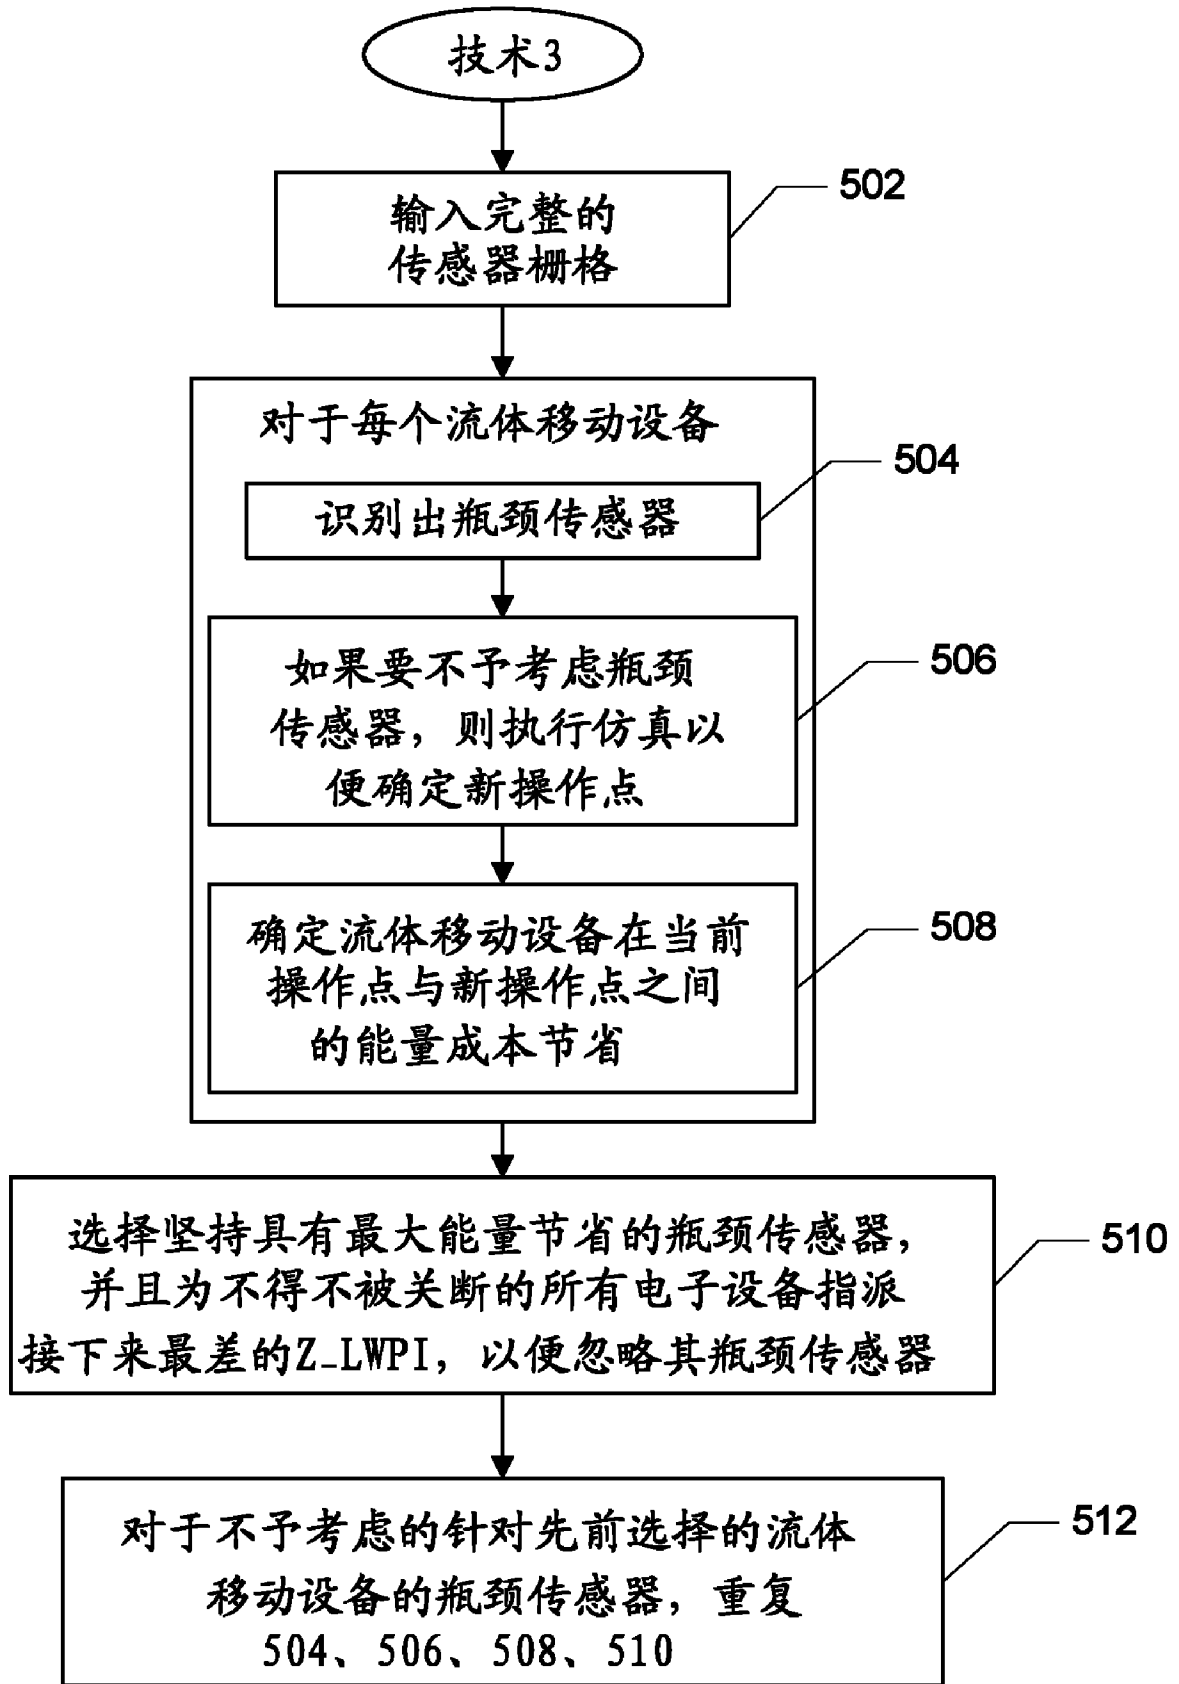 技术3
输入完整的
传感器栅格
502
对于每个流体移动设备
504
识别出瓶颈传感器
如果要不予考虑瓶颈
传感器，则执行仿真以
便确定新操作点
506
确定流体移动设备在当前
操作点与新操作点之间
的能量成本节省
508
选择坚持具有最大能量节省的瓶颈传感器，
并且为不得不被关断的所有电子设备指派
接下来最差的Z_LWPI，以便忽略其瓶颈传感器
510
对于不予考虑的针对先前选择的流体
移动设备的瓶颈传感器，重复
504、506、508、510
512